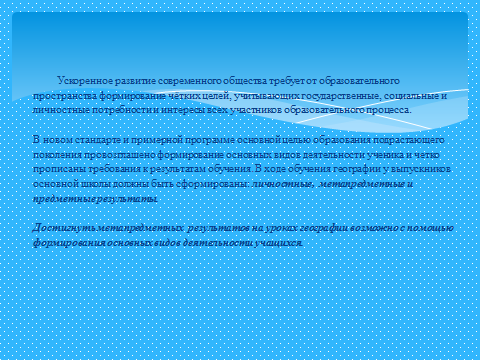 Ускоренное развитие современного общества требует от образовательного
пространства формирование чётких целей, учитывающих государственные, социальные и
личностные потребности и интересы всех участников образовательного процесса.
В новом стандарте и примерной программе основной целью образования подрастающего
поколения провозглашено формирование основных видов деятельности ученика и четко
прописаны требования к результатам обучения. В ходе обучения географии у выпускников
основной школы должны быть сформированы: личностные, метапредметные и
предметные результаты.
Достигнуть метапредметных результатов на уроках географии возможно с помощью
формирования основных видов деятельности учащихся.